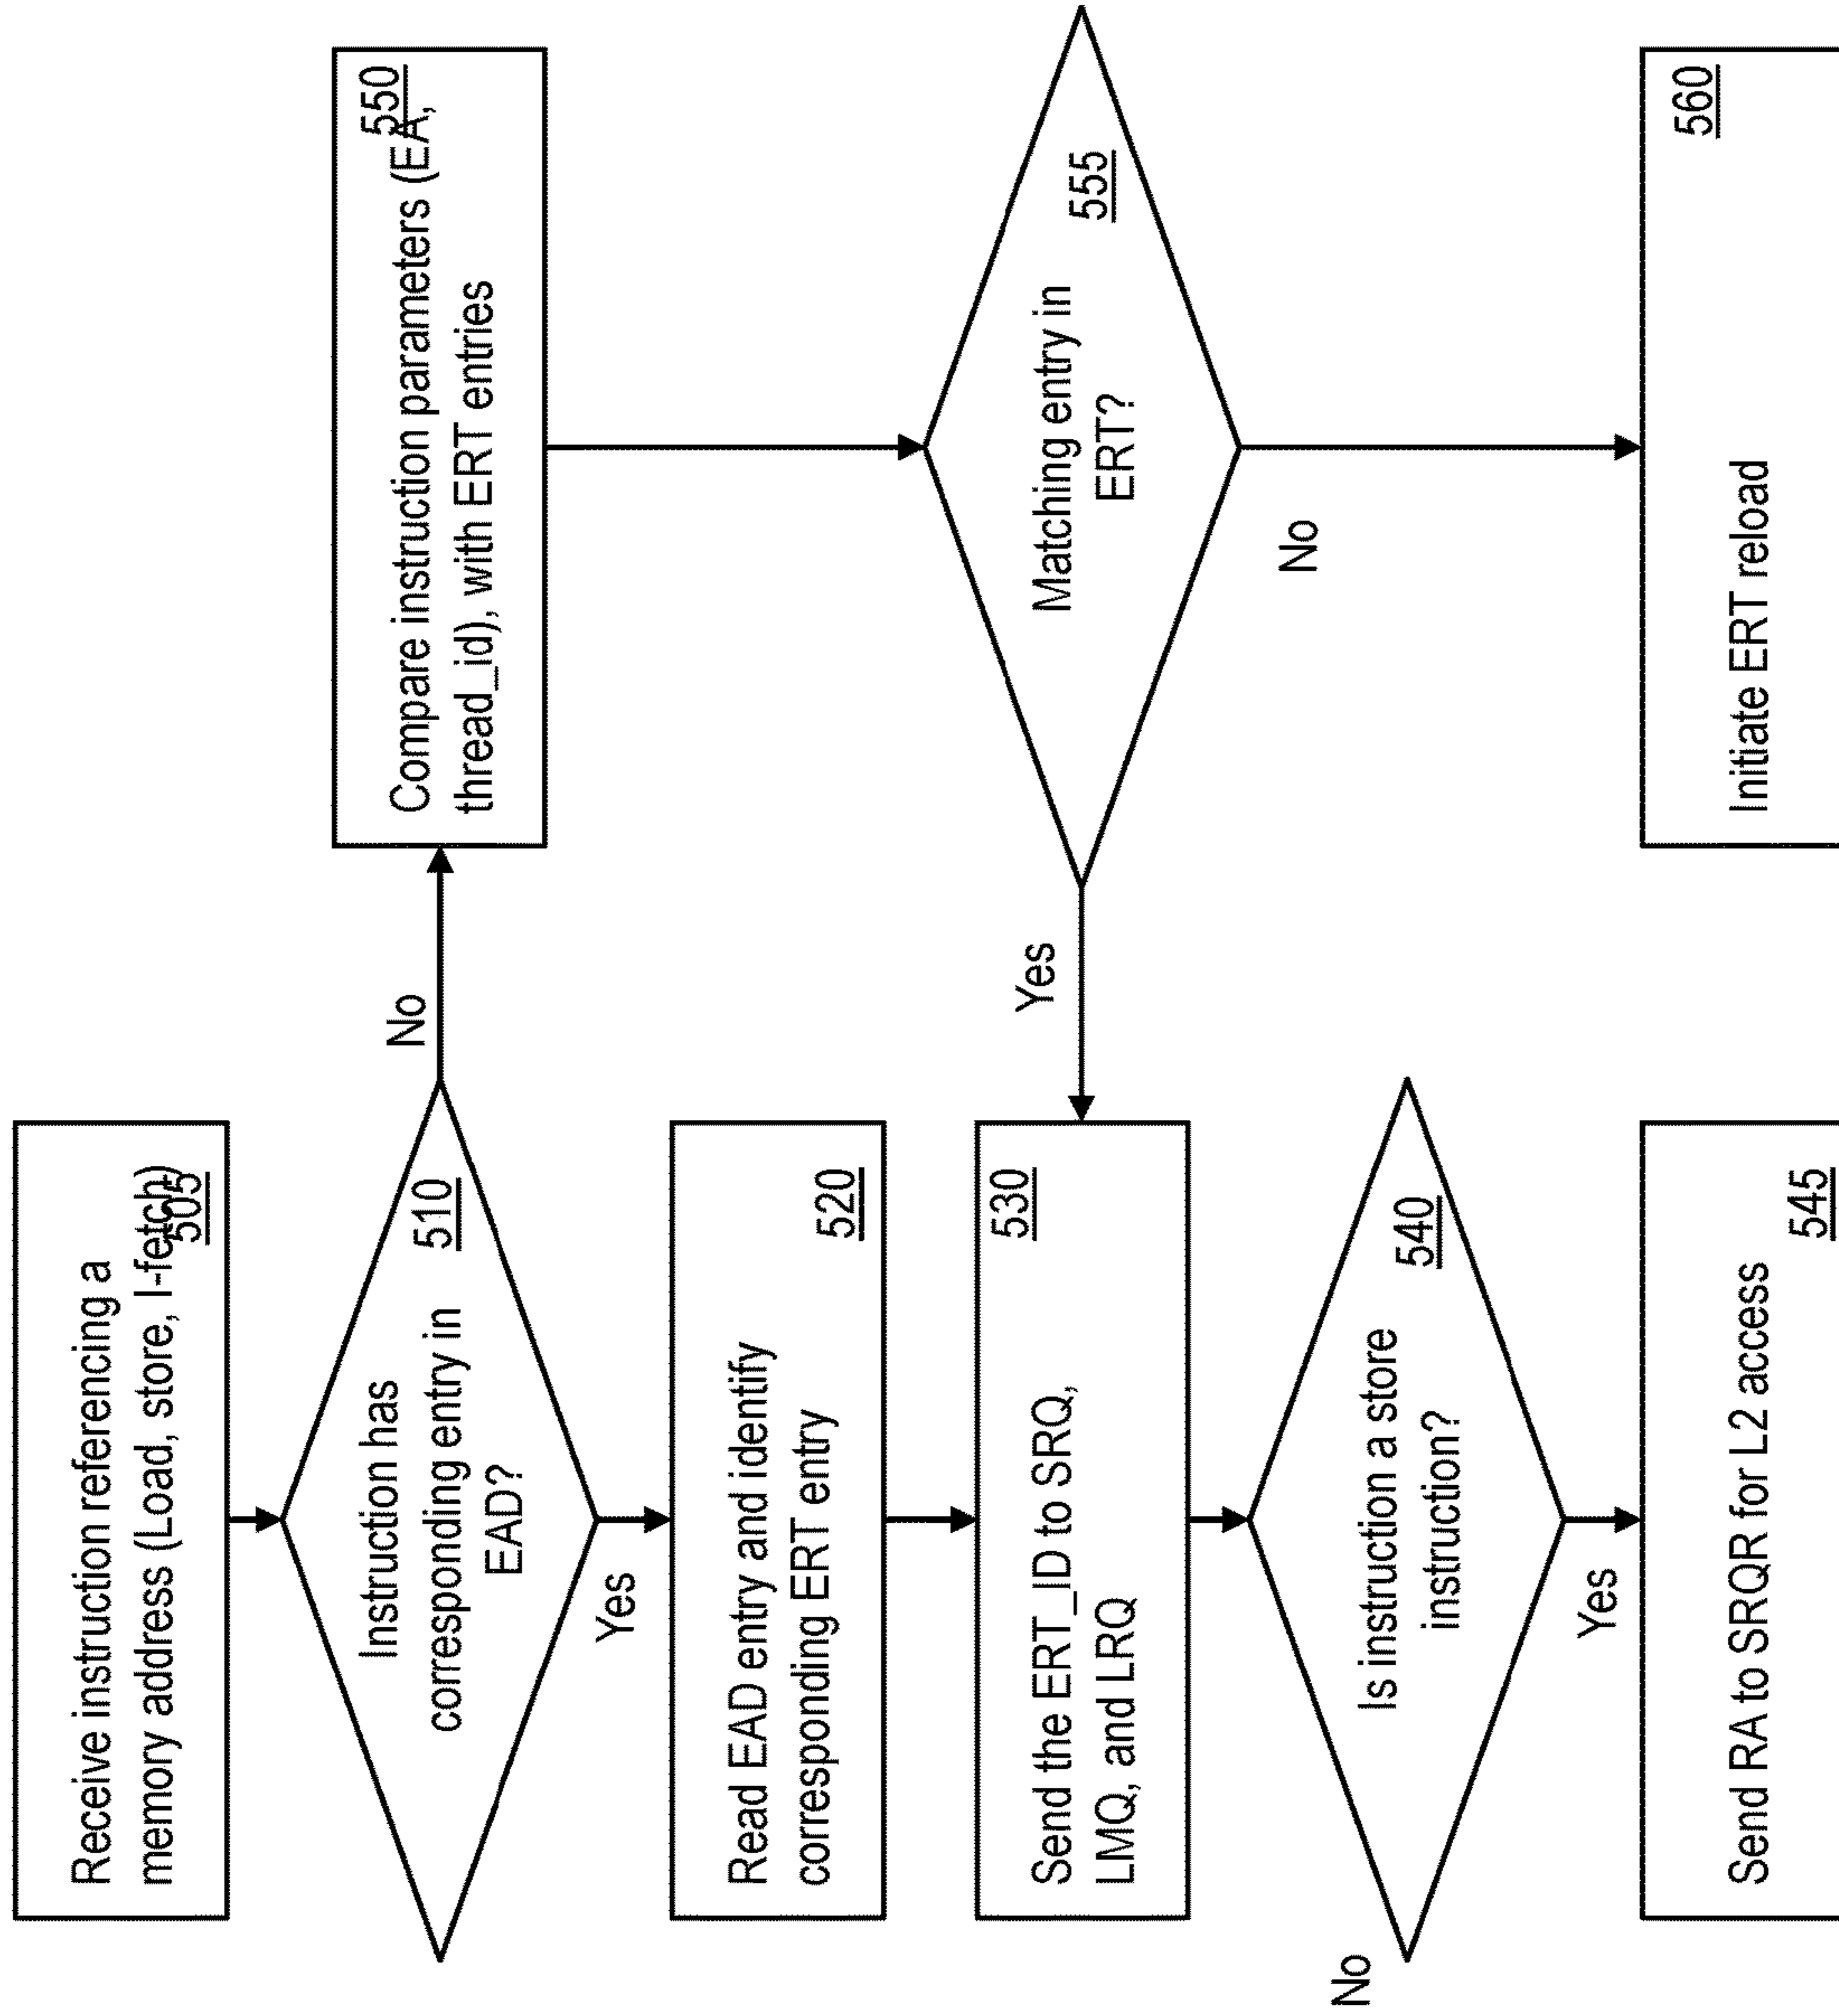 Receive instruction referencing a
memory address (Load, store, I-fetch)
505
Instruction has
corresponding entry in
EAD?
510
No
Yes
Compare instruction parameters (EA,
thread_id), with ERT entries
550
Read EAD entry and identify
corresponding ERT entry
520
Matching entry in
ERT?
555
Yes
No
Send the ERT_ID to SRQ,
LMQ, and LRQ
530
Is instruction a store
instruction?
540
No
Yes
Send RA to SRQR for L2 access
545
Initiate ERT reload
560